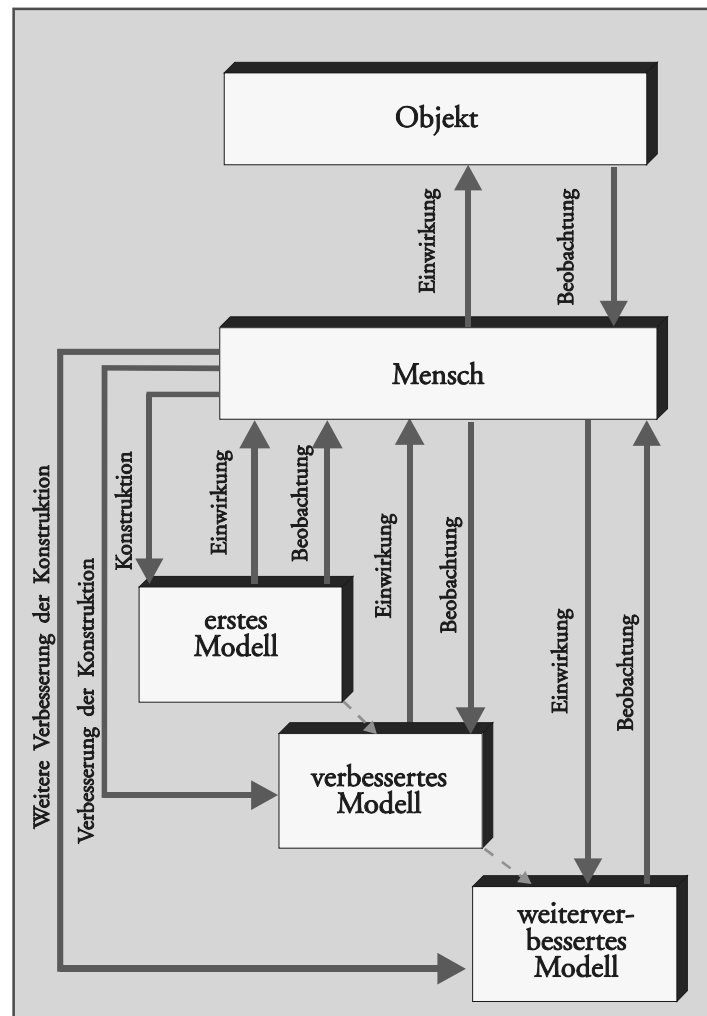 Objekt
Einwirkung
Beobachtung
Mensch
Weitere Verbesserung der Konstruktion
Verbesserung der Konstruktion
Konstruktion
Einwirkung
Beobachtung
Einwirkung
Beobachtung
Einwirkung
Beobachtung
erstes
Modell
verbessertes
Modell
weiterver-
bessertes
Modell